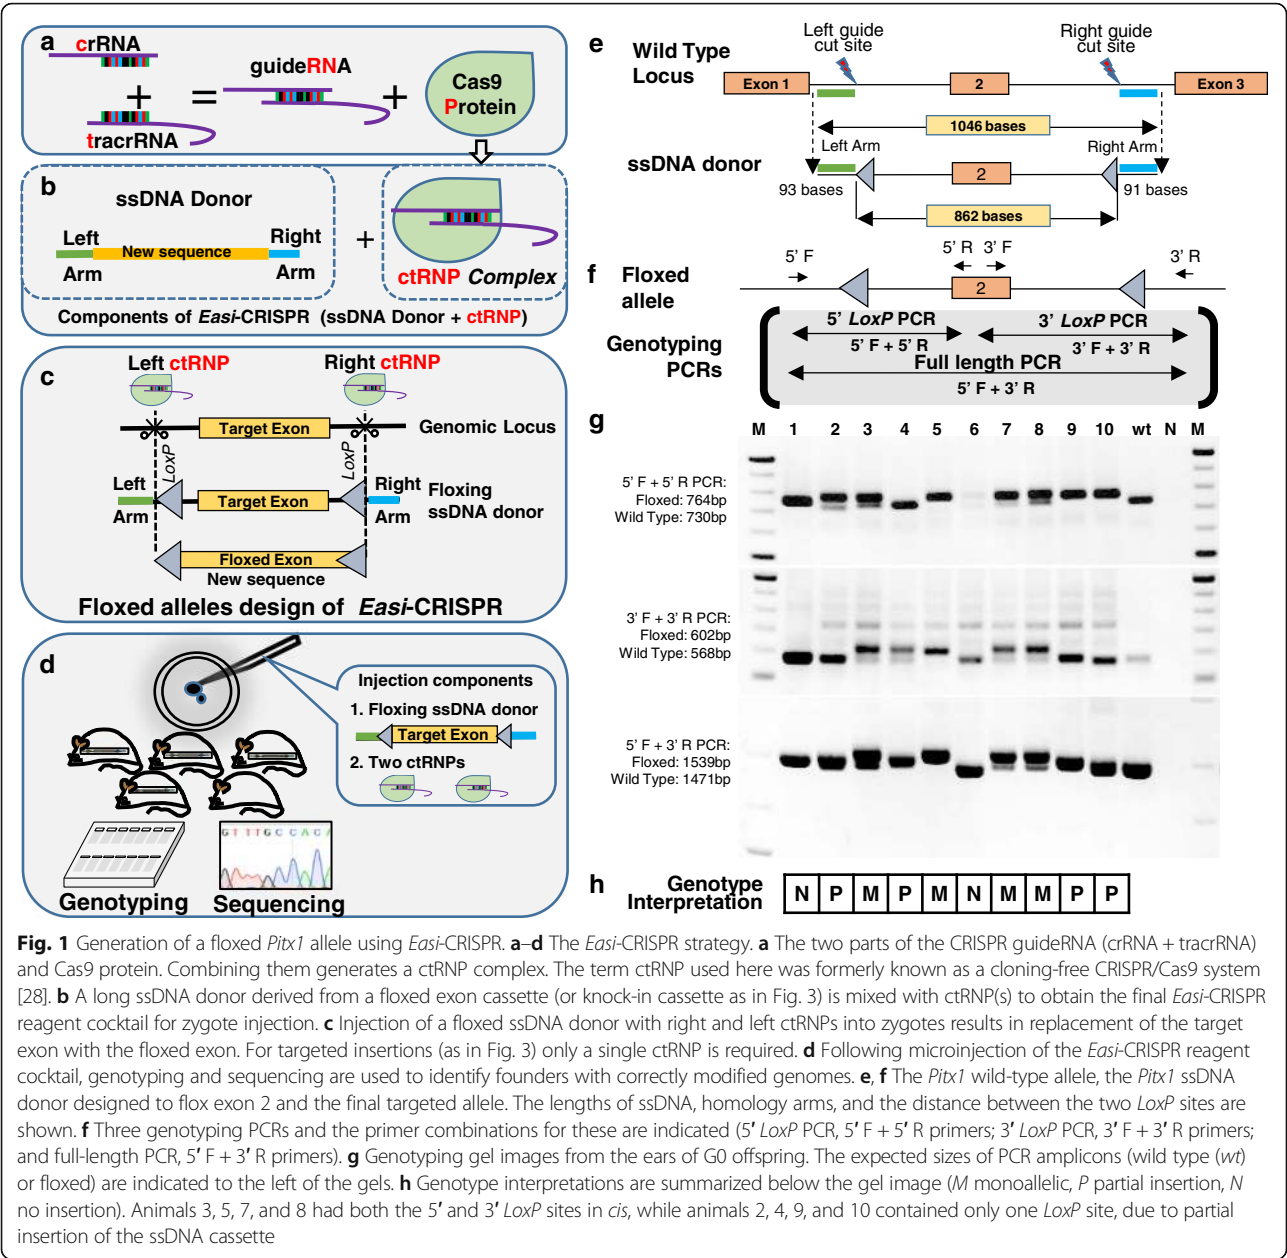 a
crRNA
+
tracrRNA
=
guideRNA
+
Cas9
Protein
b
ssDNA Donor
Left
Arm
New sequence
Right
Arm
+
ctRNP Complex
Components of Easi-CRISPR (ssDNA Donor + ctRNP)
c
Left ctRNP
Right ctRNP
Target Exon
Genomic Locus
LoxP
LoxP
Left
Arm
Target Exon
Right
Arm
Floxing
ssDNA donor
Floxed Exon
New sequence
Floxed alleles design of Easi-CRISPR
d
Injection components
1. Floxing ssDNA donor
Target Exon
2. Two ctRNPs
GTTTGCCACA
Genotyping
Sequencing
e
Wild Type
Locus
Left guide
cut site
Right guide
cut site
Exon 1
2
Exon 3
1046 bases
ssDNA donor
Left Arm
Right Arm
2
93 bases
91 bases
862 bases
f
Floxed
allele
5’ F
5’ R
3’ F
3’ R
2
Genotyping
PCRs
5’ LoxP PCR
5’ F + 5’ R
3’ LoxP PCR
3’ F + 3’ R
Full length PCR
5’ F + 3’ R
g
M 1 2 3 4 5 6 7 8 9 10 wt N M
5’ F + 5’ R PCR:
Floxed: 764bp
Wild Type: 730bp
3’ F + 3’ R PCR:
Floxed: 602bp
Wild Type: 568bp
5’ F + 3’ R PCR:
Floxed: 1539bp
Wild Type: 1471bp
h
Genotype
Interpretation
N P M P M N M M P P
Fig. 1 Generation of a floxed Pitx1 allele using Easi-CRISPR. a–d The Easi-CRISPR strategy. a The two parts of the CRISPR guideRNA (crRNA + tracrRNA)
and Cas9 protein. Combining them generates a ctRNP complex. The term ctRNP used here was formerly known as a cloning-free CRISPR/Cas9 system
[28]. b A long ssDNA donor derived from a floxed exon cassette (or knock-in cassette as in Fig. 3) is mixed with ctRNP(s) to obtain the final Easi-CRISPR
reagent cocktail for zygote injection. c Injection of a floxed ssDNA donor with right and left ctRNPs into zygotes results in replacement of the target
exon with the floxed exon. For targeted insertions (as in Fig. 3) only a single ctRNP is required. d Following microinjection of the Easi-CRISPR reagent
cocktail, genotyping and sequencing are used to identify founders with correctly modified genomes. e, f The Pitx1 wild-type allele, the Pitx1 ssDNA
donor designed to flox exon 2 and the final targeted allele. The lengths of ssDNA, homology arms, and the distance between the two LoxP sites are
shown. f Three genotyping PCRs and the primer combinations for these are indicated (5′ LoxP PCR, 5′ F + 5′ R primers; 3′ LoxP PCR, 3′ F + 3′ R primers;
and full-length PCR, 5′ F + 3′ R primers). g Genotyping gel images from the ears of G0 offspring. The expected sizes of PCR amplicons (wild type (wt)
or floxed) are indicated to the left of the gels. h Genotype interpretations are summarized below the gel image (M monoallelic, P partial insertion, N
no insertion). Animals 3, 5, 7, and 8 had both the 5′ and 3′ LoxP sites in cis, while animals 2, 4, 9, and 10 contained only one LoxP site, due to partial
insertion of the ssDNA cassette